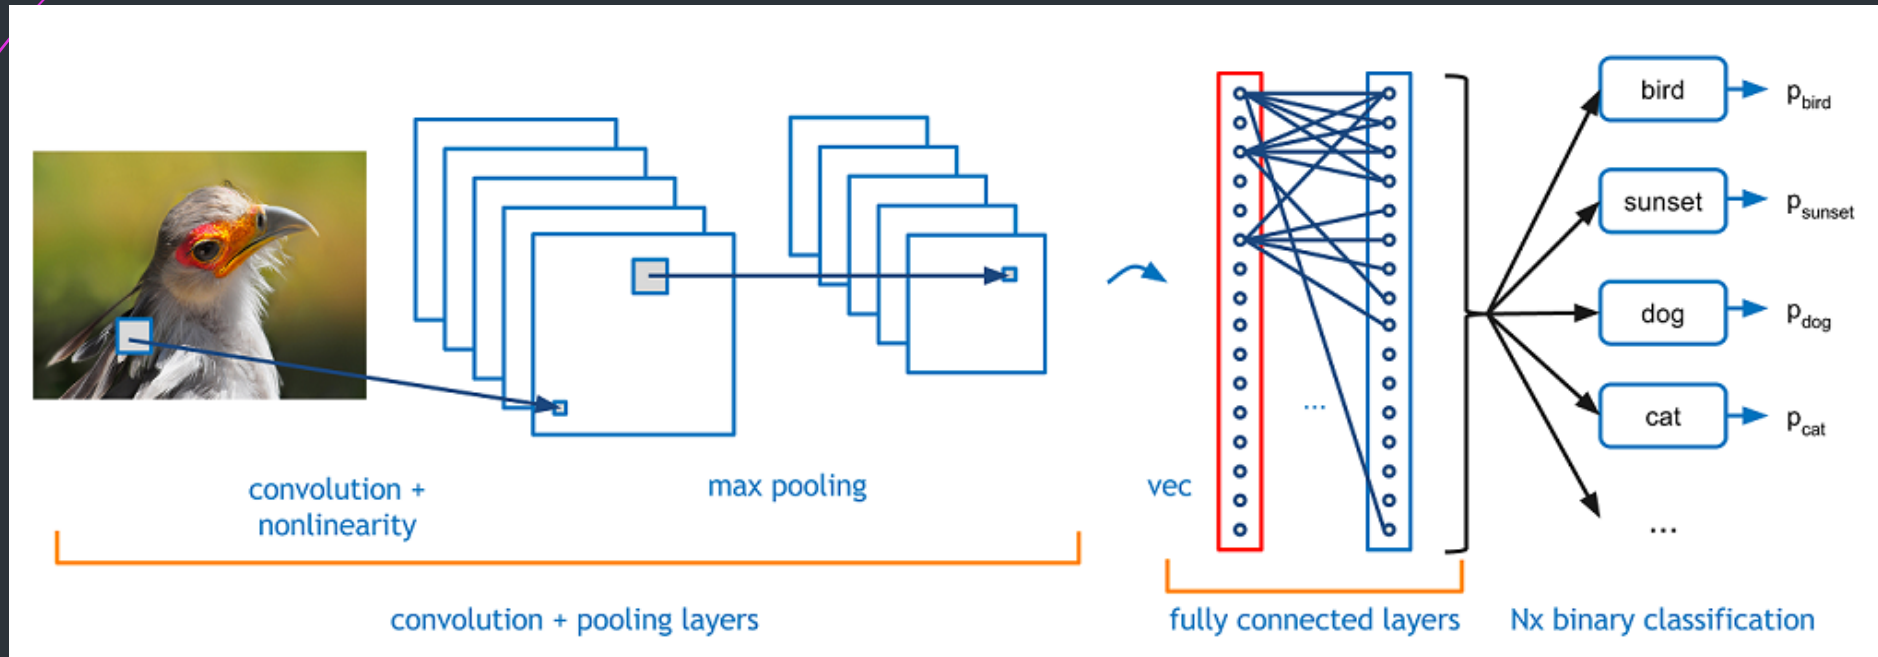 convolution +
nonlinearity
max pooling
vec
convolution + pooling layers
fully connected layers
Nx binary classification
...
bird
p_bird
sunset
p_sunset
dog
p_dog
cat
p_cat
...